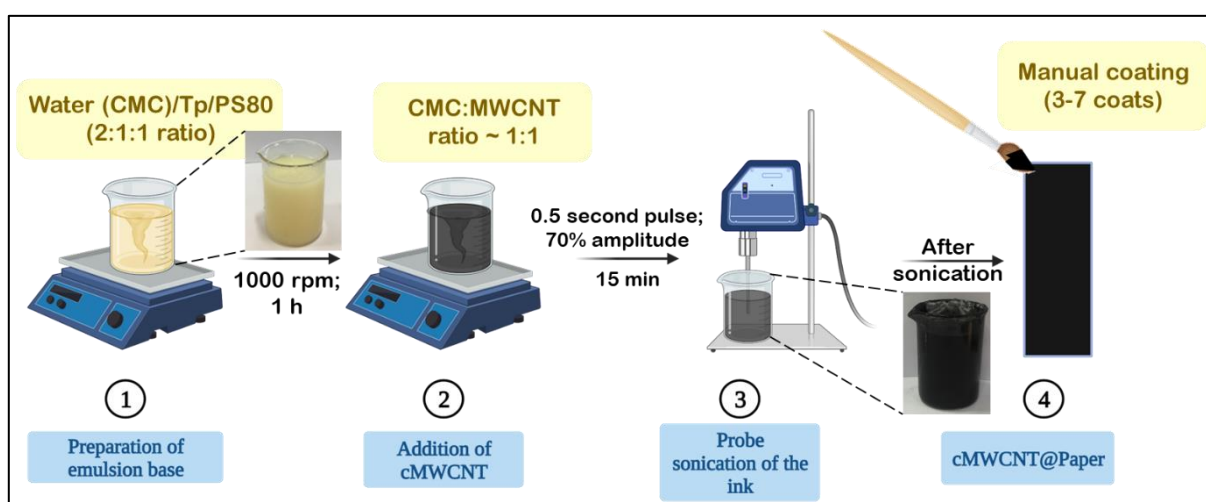 Water (CMC)/Tp/PS80
(2:1:1 ratio)
1000 rpm;
1 h
CMC:MWCNT
ratio ~ 1:1
0.5 second pulse;
70% amplitude
15 min
After
sonication
Manual coating
(3-7 coats)
1
Preparation of
emulsion base
2
Addition of
cMWCNT
3
Probe
sonication of the
ink
4
cMWCNT@Paper